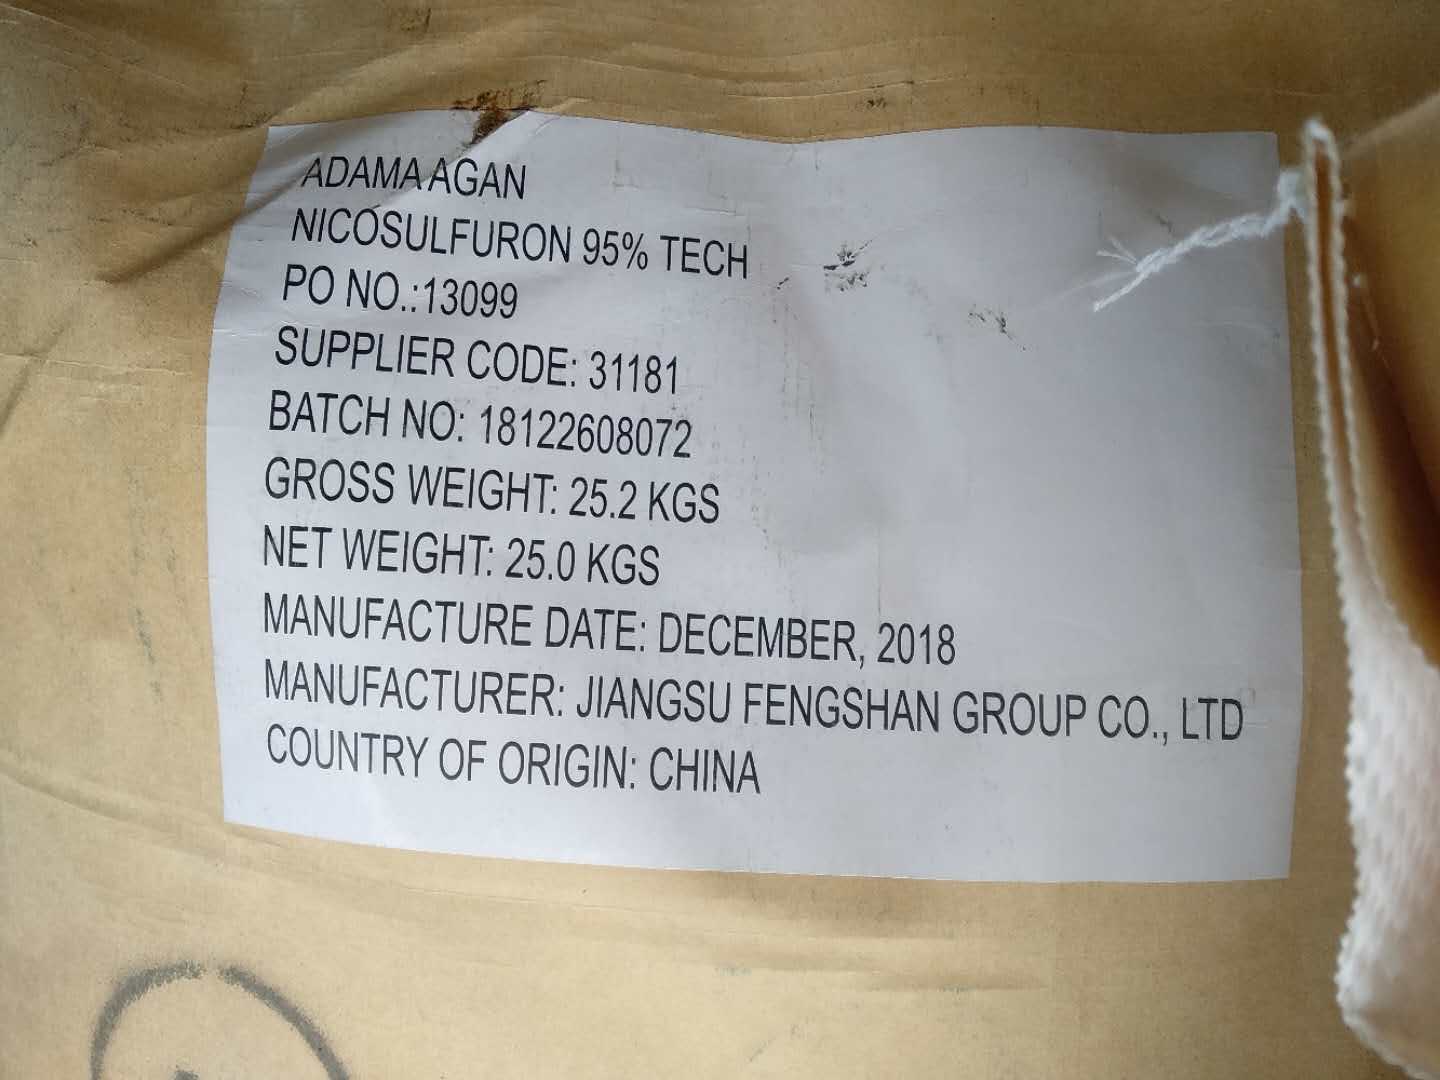 ADAMA AGAN
NICOSULFURON 95% TECH
PO NO.:13099
SUPPLIER CODE: 31181
BATCH NO: 18122608072
GROSS WEIGHT: 25.2 KGS
NET WEIGHT: 25.0 KGS
MANUFACTURE DATE: DECEMBER, 2018
MANUFACTURER: JIANGSU FENGSHAN GROUP CO., LTD
COUNTRY OF ORIGIN: CHINA